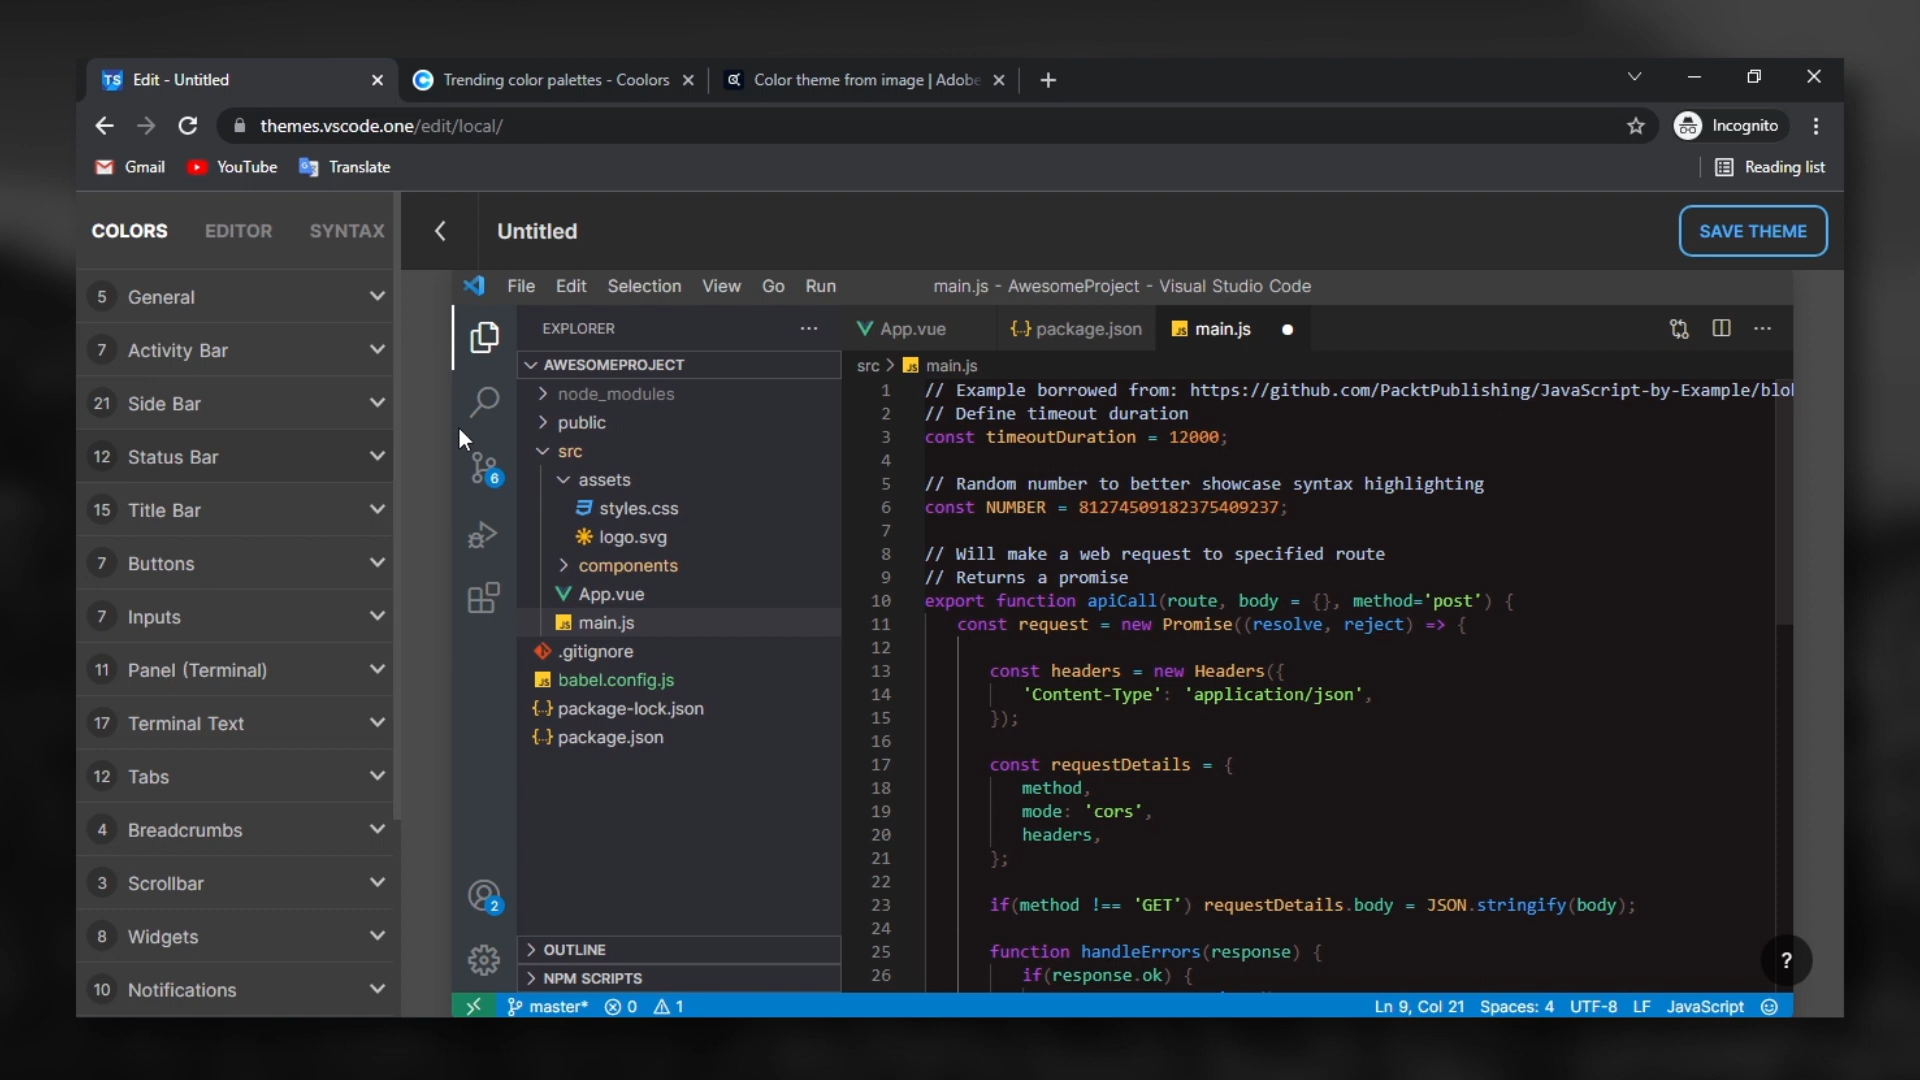 TS Edit - Untitled
Trending color palettes - Coolors
Color theme from image | Adobe
themes.vscode.one/edit/local/
Incognito
Gmail
YouTube
Translate
Reading list
COLORS EDITOR SYNTAX
Untitled
SAVE THEME
5 General
7 Activity Bar
21 Side Bar
12 Status Bar
15 Title Bar
7 Buttons
7 Inputs
11 Panel (Terminal)
17 Terminal Text
12 Tabs
4 Breadcrumbs
3 Scrollbar
8 Widgets
10 Notifications
File Edit Selection View Go Run
main.js - AwesomeProject - Visual Studio Code
6
2
EXPLORER
AWESOMEPROJECT
node_modules
public
src
assets
styles.css
logo.svg
components
App.vue
JS main.js
.gitignore
JS babel.config.js
{..} package-lock.json
{..} package.json
OUTLINE
NPM SCRIPTS
App.vue
{..} package.json
JS main.js
src > JS main.js
1 // Example borrowed from: https://github.com/PacktPublishing/JavaScript-by-Example/blo
2 // Define timeout duration
3 const timeoutDuration = 12000;
4
5 // Random number to better showcase syntax highlighting
6 const NUMBER = 81274509182375409237;
7
8 // Will make a web request to specified route
9 // Returns a promise
10 export function apiCall(route, body = {}, method='post') {
11 const request = new Promise((resolve, reject) => {
12
13 const headers = new Headers({
14 'Content-Type': 'application/json',
15 });
16
17 const requestDetails = {
18 method,
19 mode: 'cors',
20 headers,
21 };
22
23 if(method !== 'GET') requestDetails.body = JSON.stringify(body);
24
25 function handleErrors(response) {
26 if(response.ok) {
?
master* 0 1
Ln 9, Col 21 Spaces: 4 UTF-8 LF JavaScript